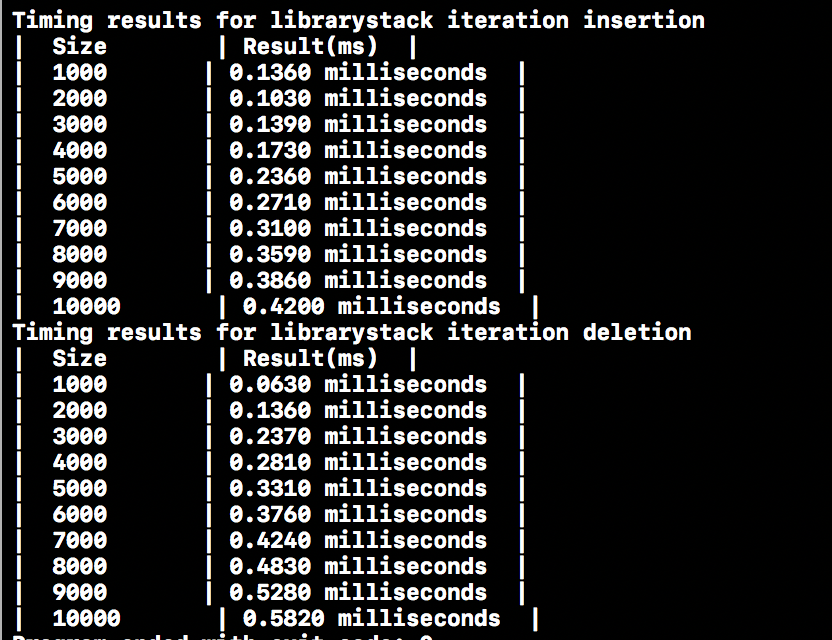 Timing results for librarystack iteration insertion
|  Size        | Result(ms)  |
|  1000       | 0.1360 milliseconds  |
|  2000       | 0.1030 milliseconds  |
|  3000       | 0.1390 milliseconds  |
|  4000       | 0.1730 milliseconds  |
|  5000       | 0.2360 milliseconds  |
|  6000       | 0.2710 milliseconds  |
|  7000       | 0.3100 milliseconds  |
|  8000       | 0.3590 milliseconds  |
|  9000       | 0.3860 milliseconds  |
|  10000       | 0.4200 milliseconds  |
Timing results for librarystack iteration deletion
|  Size        | Result(ms)  |
|  1000       | 0.0630 milliseconds  |
|  2000       | 0.1360 milliseconds  |
|  3000       | 0.2370 milliseconds  |
|  4000       | 0.2810 milliseconds  |
|  5000       | 0.3310 milliseconds  |
|  6000       | 0.3760 milliseconds  |
|  7000       | 0.4240 milliseconds  |
|  8000       | 0.4830 milliseconds  |
|  9000       | 0.5280 milliseconds  |
|  10000       | 0.5820 milliseconds  |
Program ended with exit code: